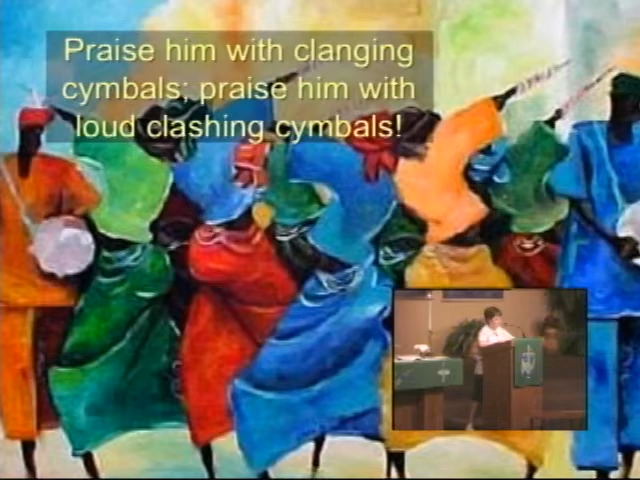 Praise him with clanging
cymbals; praise him with
loud clashing cymbals!